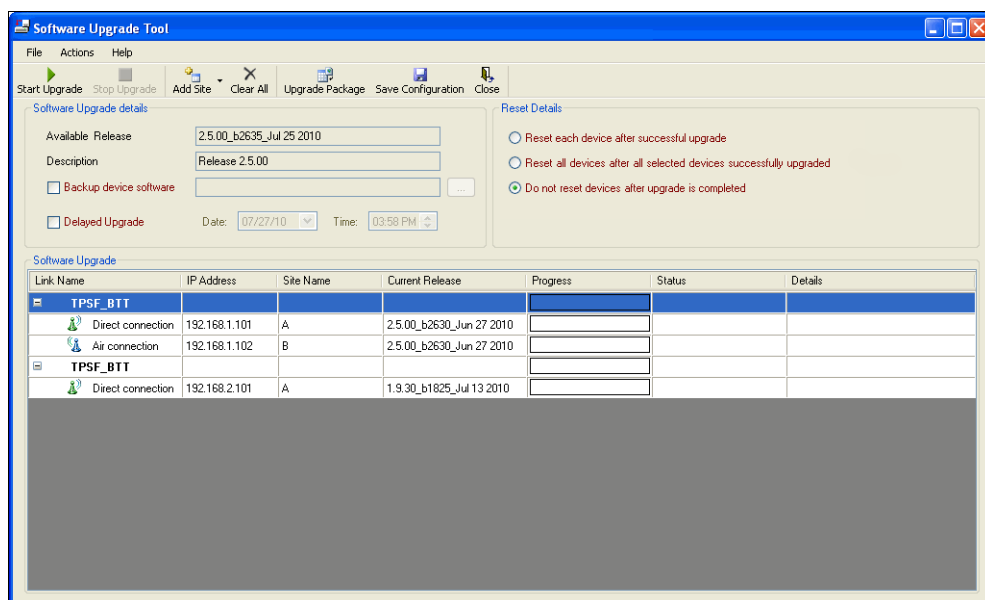 Software Upgrade Tool
File Actions Help
Start Upgrade Stop Upgrade Add Site Clear All Upgrade Package Save Configuration Close
Software Upgrade details
Available Release 2.5.00_b2635_Jul 25 2010
Description Release 2.5.00
Backup device software ...
Delayed Upgrade Date: 07/27/10 Time: 03:58 PM
Reset Details
Reset each device after successful upgrade
Reset all devices after all selected devices successfully upgraded
Do not reset devices after upgrade is completed
Software Upgrade
Link Name IP Address Site Name Current Release Progress Status Details
TPSF_BTT
Direct connection 192.168.1.101 A 2.5.00_b2630_Jun 27 2010
Air connection 192.168.1.102 B 2.5.00_b2630_Jun 27 2010
TPSF_BTT
Direct connection 192.168.2.101 A 1.9.30_b1825_Jul 13 2010